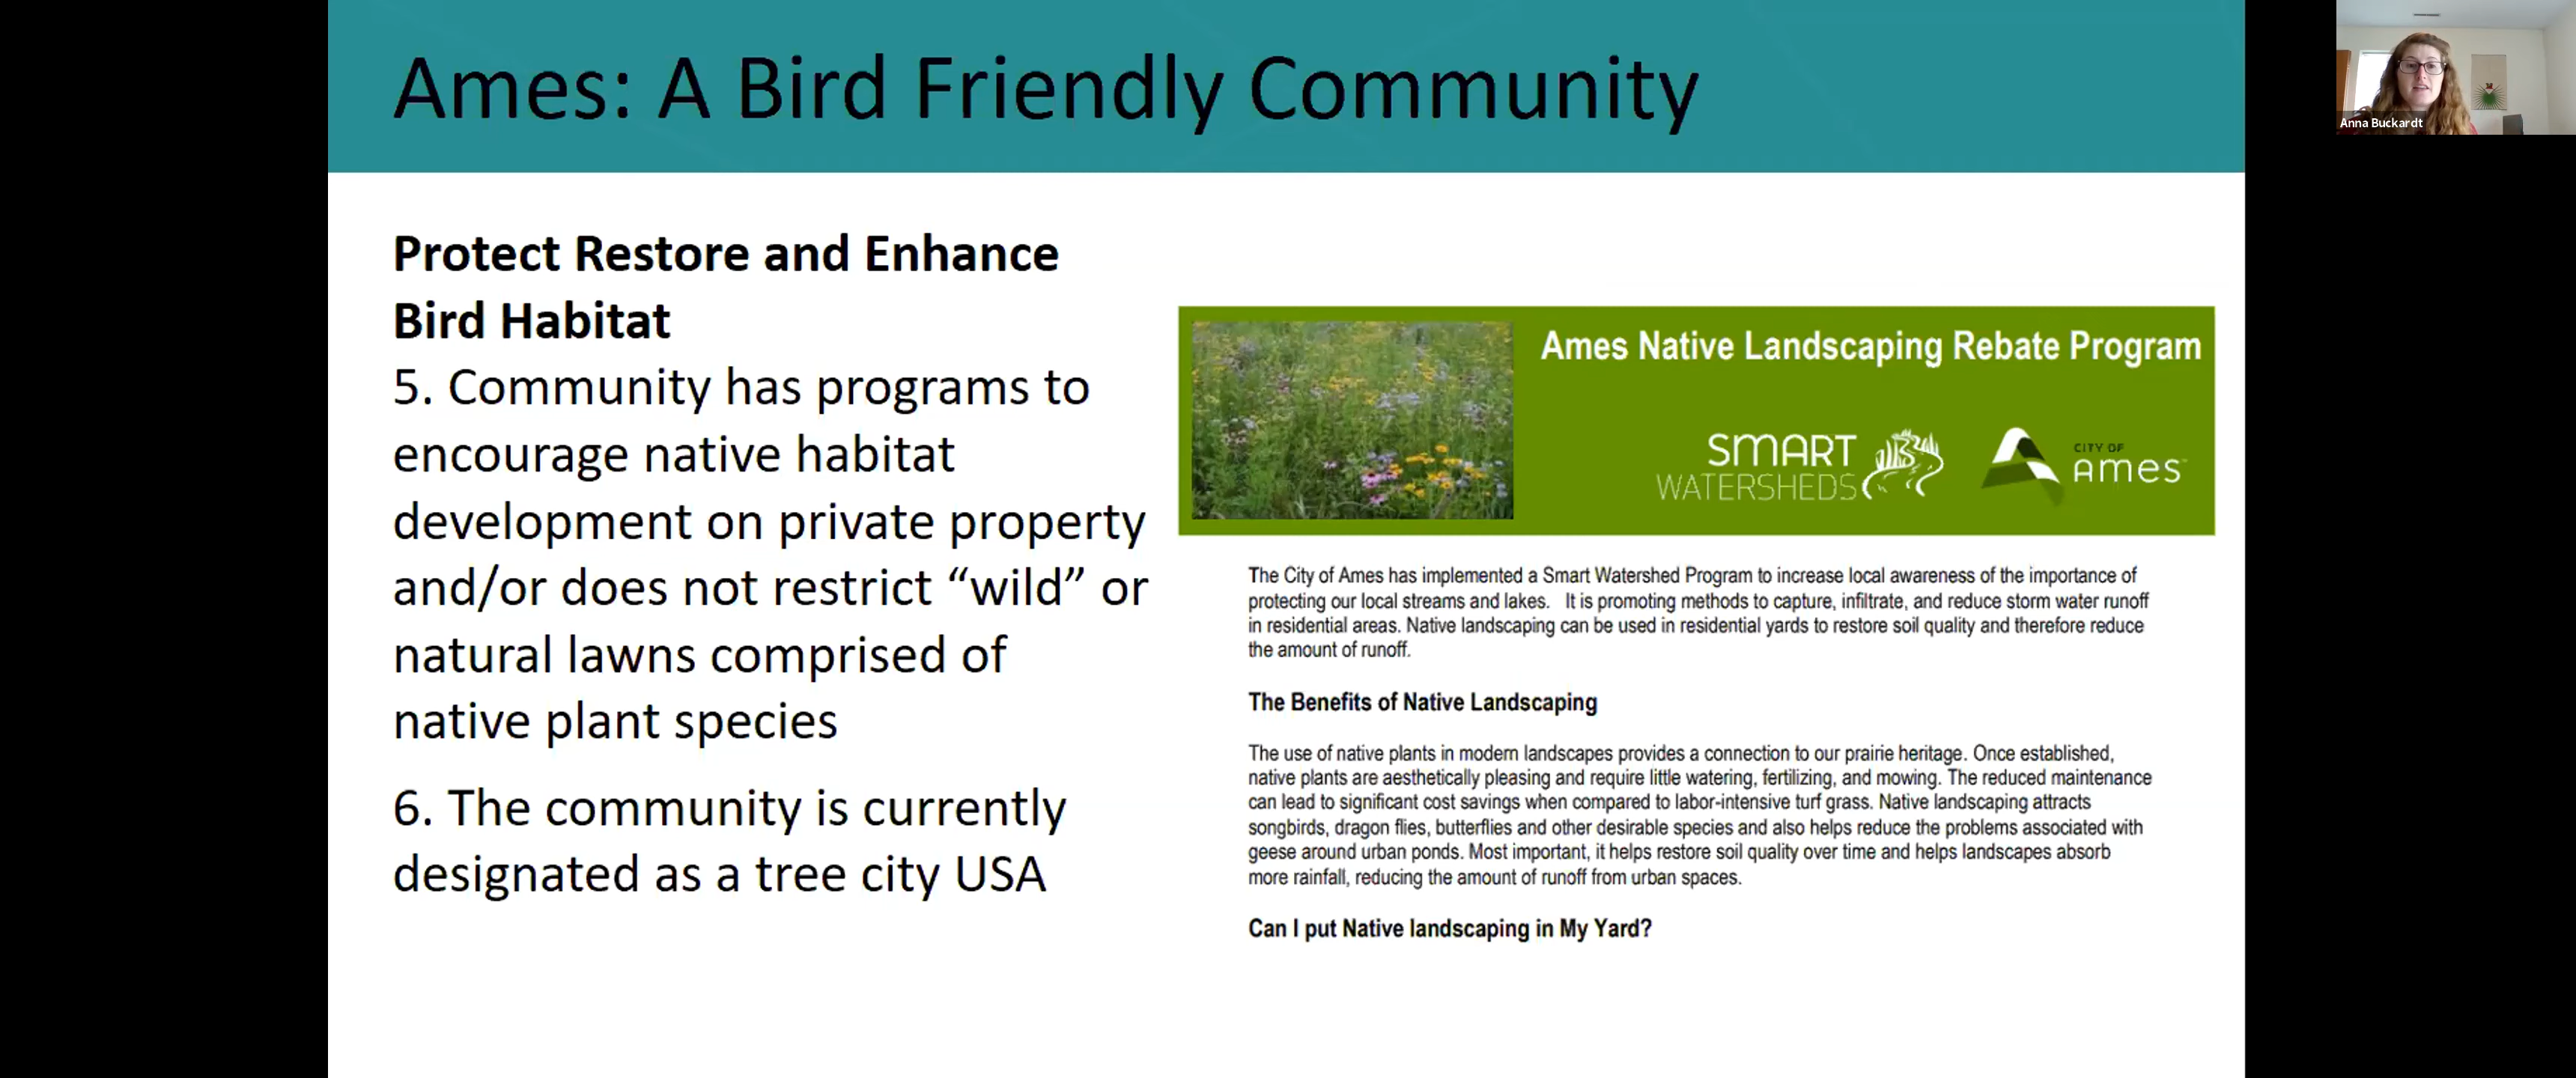 Ames: A Bird Friendly Community
Anna Buckardt
Protect Restore and Enhance
Bird Habitat
5. Community has programs to
encourage native habitat
development on private property
and/or does not restrict “wild” or
natural lawns comprised of
native plant species
6. The community is currently
designated as a tree city USA
Ames Native Landscaping Rebate Program
SMART
WATERSHEDS
CITY OF
Ames
The City of Ames has implemented a Smart Watershed Program to increase local awareness of the importance of
protecting our local streams and lakes.   It is promoting methods to capture, infiltrate, and reduce storm water runoff
in residential areas. Native landscaping can be used in residential yards to restore soil quality and therefore reduce
the amount of runoff.
The Benefits of Native Landscaping
The use of native plants in modern landscapes provides a connection to our prairie heritage. Once established,
native plants are aesthetically pleasing and require little watering, fertilizing, and mowing. The reduced maintenance
can lead to significant cost savings when compared to labor-intensive turf grass. Native landscaping attracts
songbirds, dragon flies, butterflies and other desirable species and also helps reduce the problems associated with
geese around urban ponds. Most important, it helps restore soil quality over time and helps landscapes absorb
more rainfall, reducing the amount of runoff from urban spaces.
Can I put Native landscaping in My Yard?